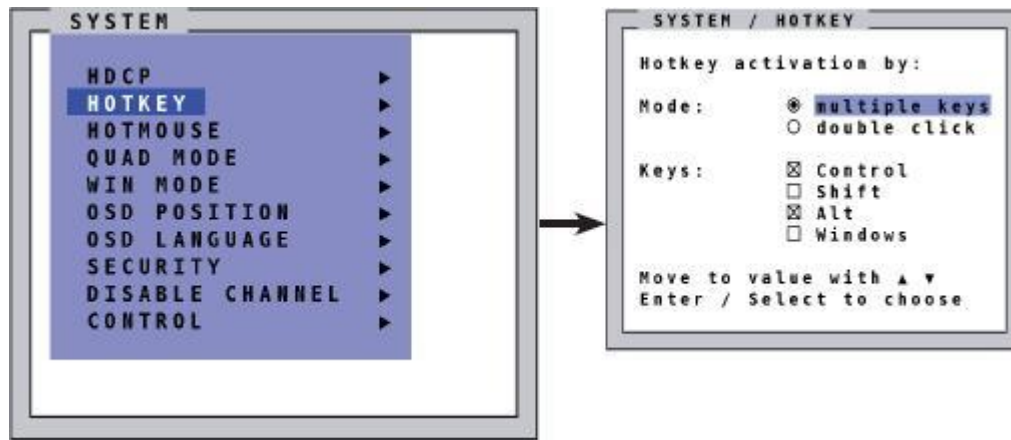 SYSTEM
HDCP ▶
HOTKEY ▶
HOTMOUSE ▶
QUAD MODE ▶
WIN MODE ▶
OSD POSITION ▶
OSD LANGUAGE ▶
SECURITY ▶
DISABLE CHANNEL ▶
CONTROL ▶
SYSTEM / HOTKEY
Hotkey activation by:
Mode: ◉ multiple keys
○ double click
Keys: ☒ Control
☐ Shift
☒ Alt
☐ Windows
Move to value with ▲ ▼
Enter / Select to choose